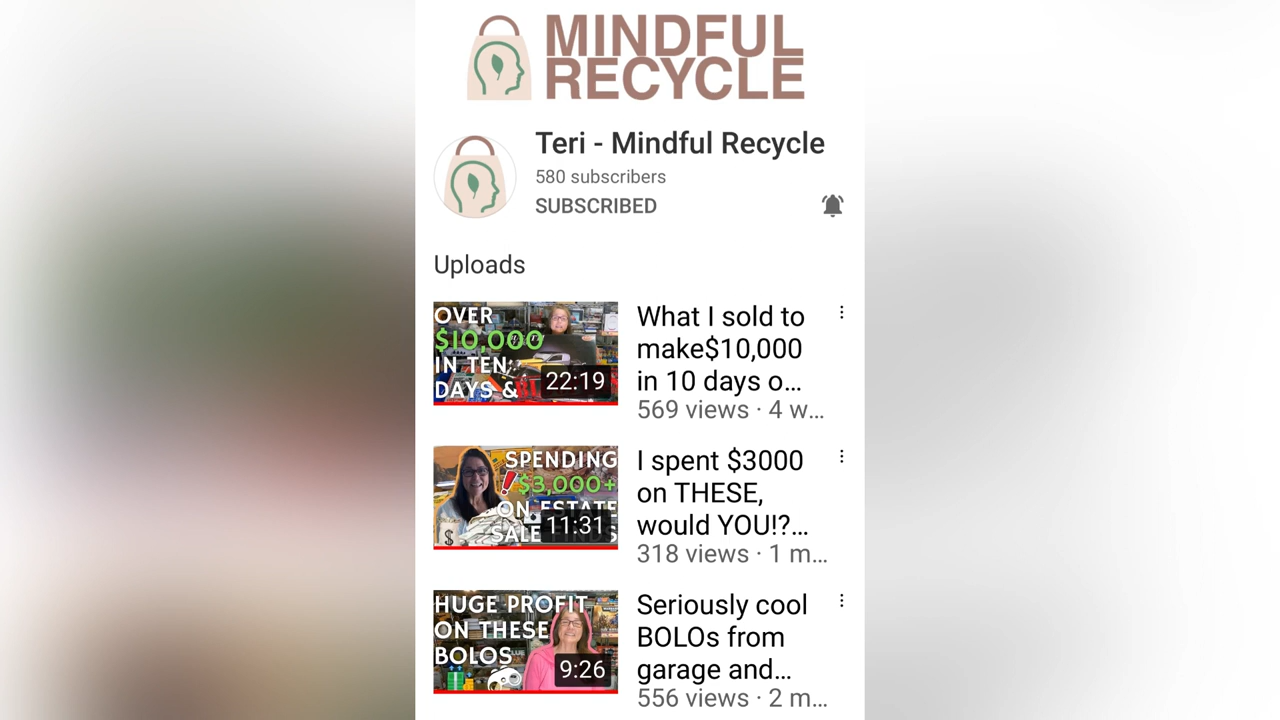 MINDFUL
RECYCLE
Teri - Mindful Recycle
580 subscribers
SUBSCRIBED
Uploads
OVER
$10,000
IN TEN
DAYS &
22:19
What I sold to
make$10,000
in 10 days o...
569 views · 4 w...
SPENDING
$3,000+
ON ESTATE
SALE FINDS
$
11:31
I spent $3000
on THESE,
would YOU!?...
318 views · 1 m...
HUGE PROFIT
ON THESE
BOLOS
9:26
Seriously cool
BOLOs from
garage and...
556 views · 2 m...